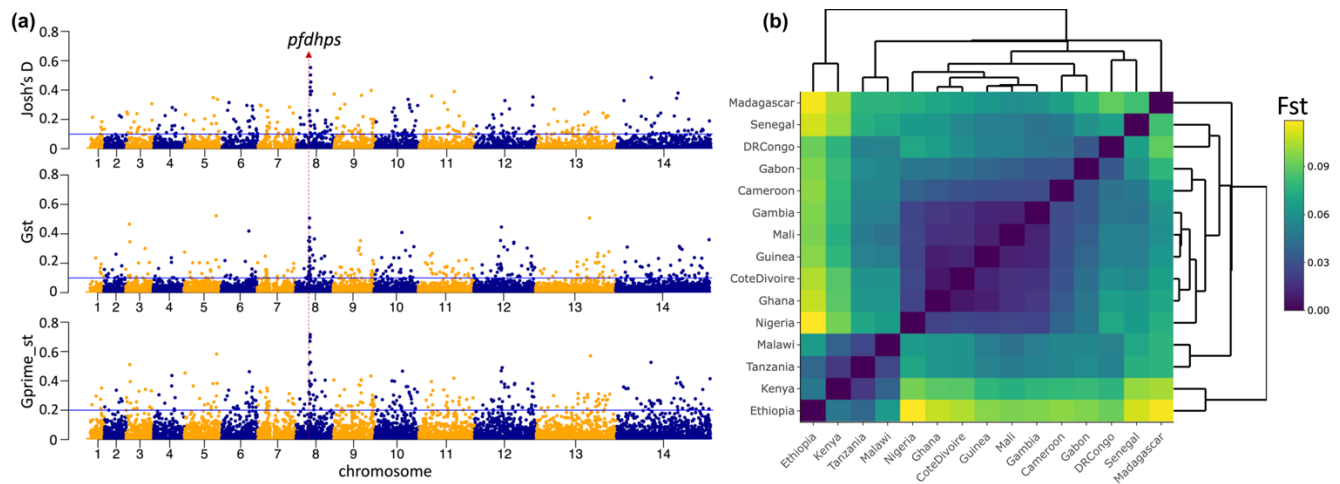 (a)
pfdhps
Josh's D
0.8
0.6
0.4
0.2
0
1 2 3 4 5 6 7 8 9 10 11 12 13 14
Gst
0.8
0.6
0.4
0.2
0
1 2 3 4 5 6 7 8 9 10 11 12 13 14
Gprime_st
0.8
0.6
0.4
0.2
0
1 2 3 4 5 6 7 8 9 10 11 12 13 14
chromosome
(b)
Madagascar
Senegal
DRCongo
Gabon
Cameroon
Gambia
Mali
Guinea
CoteDivoire
Ghana
Nigeria
Malawi
Tanzania
Kenya
Ethiopia
Ethiopia Kenya Tanzania Malawi Nigeria Ghana CoteDivoire Guinea Mali Gambia Cameroon Gabon DRCongo Senegal Madagascar
Fst
0.09
0.06
0.03
0.00